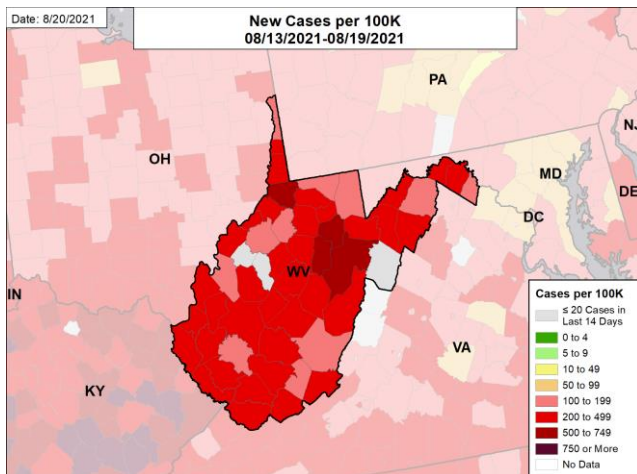 Date: 8/20/2021
New Cases per 100K
08/13/2021-08/19/2021
PA
NJ
OH
MD
DE
DC
WV
IN
VA
KY
Cases per 100K
≤ 20 Cases in
Last 14 Days
0 to 4
5 to 9
10 to 49
50 to 99
100 to 199
200 to 499
500 to 749
750 or More
No Data